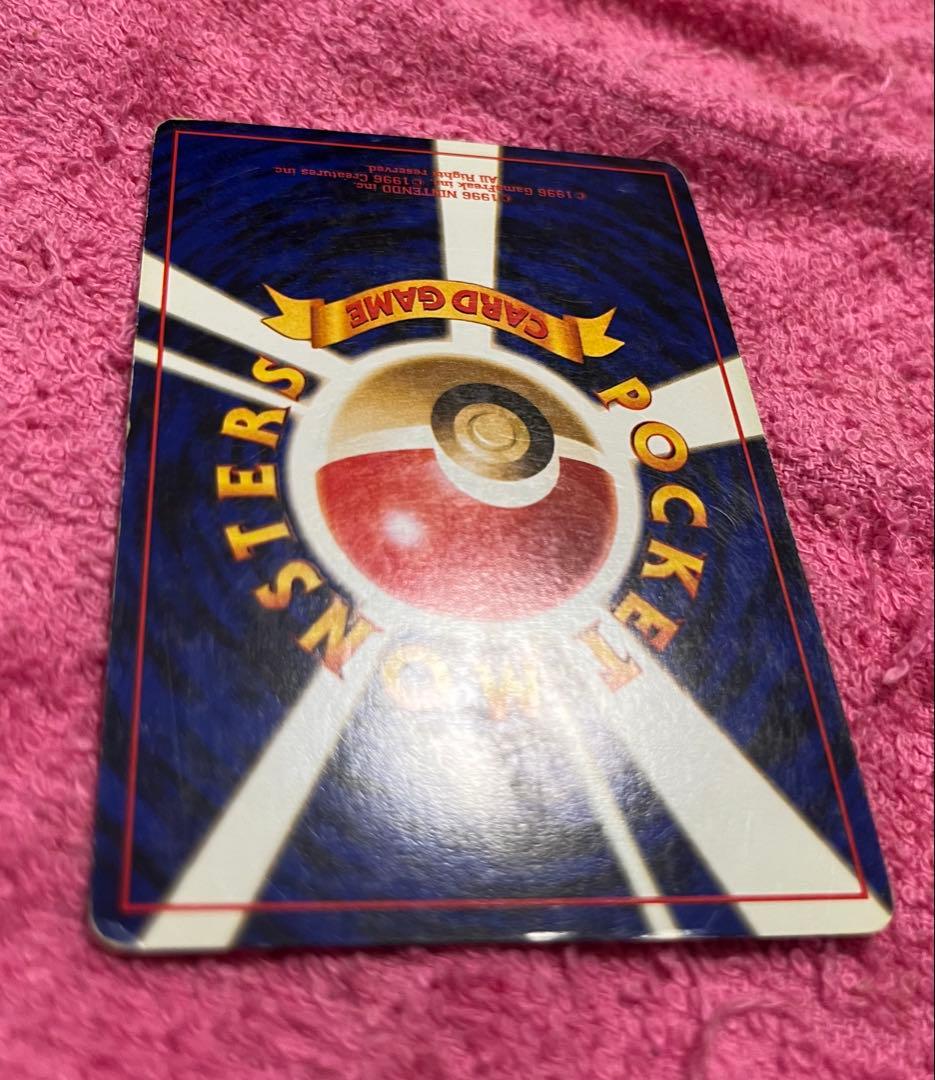 POCKET MONSTERS
CARD GAME
©1996 NINTENDO inc.
©1996 GameFreak inc. ©1996 Creatures inc
All Rights reserved.